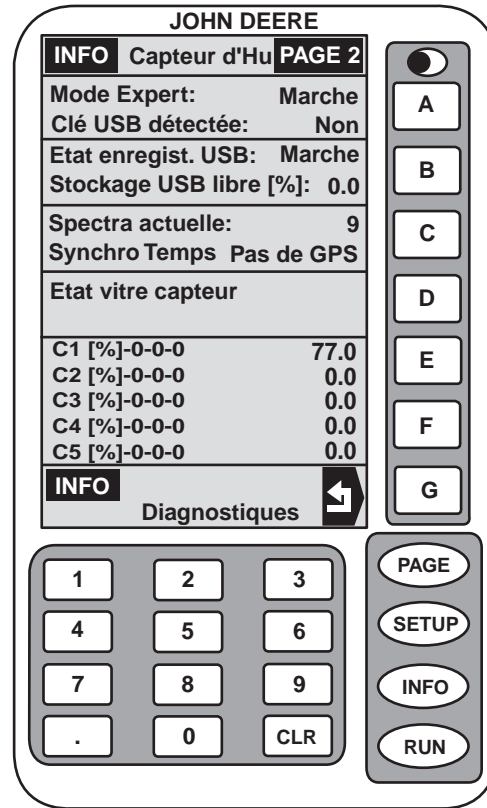 JOHN DEERE
INFO Capteur d'Hu PAGE 2
Mode Expert: Marche
Clé USB détectée: Non
Etat enregist. USB: Marche
Stockage USB libre [%]: 0.0
Spectra actuelle: 9
Synchro Temps Pas de GPS
Etat vitre capteur
C1 [%]-0-0-0 77.0
C2 [%]-0-0-0 0.0
C3 [%]-0-0-0 0.0
C4 [%]-0-0-0 0.0
C5 [%]-0-0-0 0.0
INFO
Diagnostiques
A
B
C
D
E
F
G
1 2 3
4 5 6
7 8 9
. 0 CLR
PAGE
SETUP
INFO
RUN